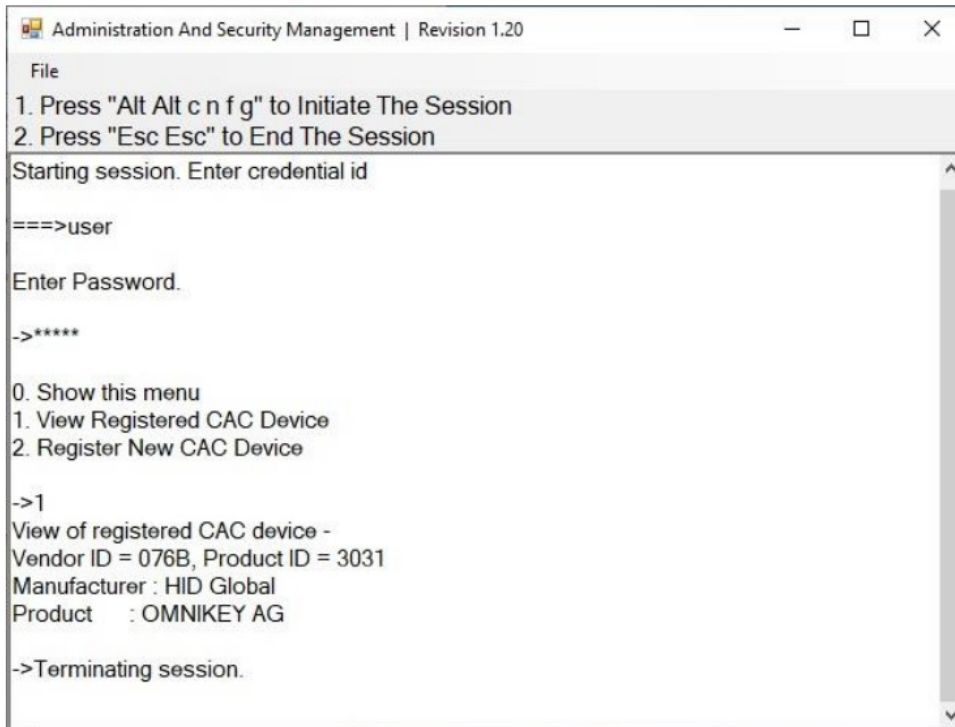 Administration And Security Management | Revision 1.20
File
1. Press "Alt Alt c n f g" to Initiate The Session
2. Press "Esc Esc" to End The Session
Starting session. Enter credential id
===>user
Enter Password.
->*****
0. Show this menu
1. View Registered CAC Device
2. Register New CAC Device
->1
View of registered CAC device -
Vendor ID = 076B, Product ID = 3031
Manufacturer : HID Global
Product : OMNIKEY AG
->Terminating session.